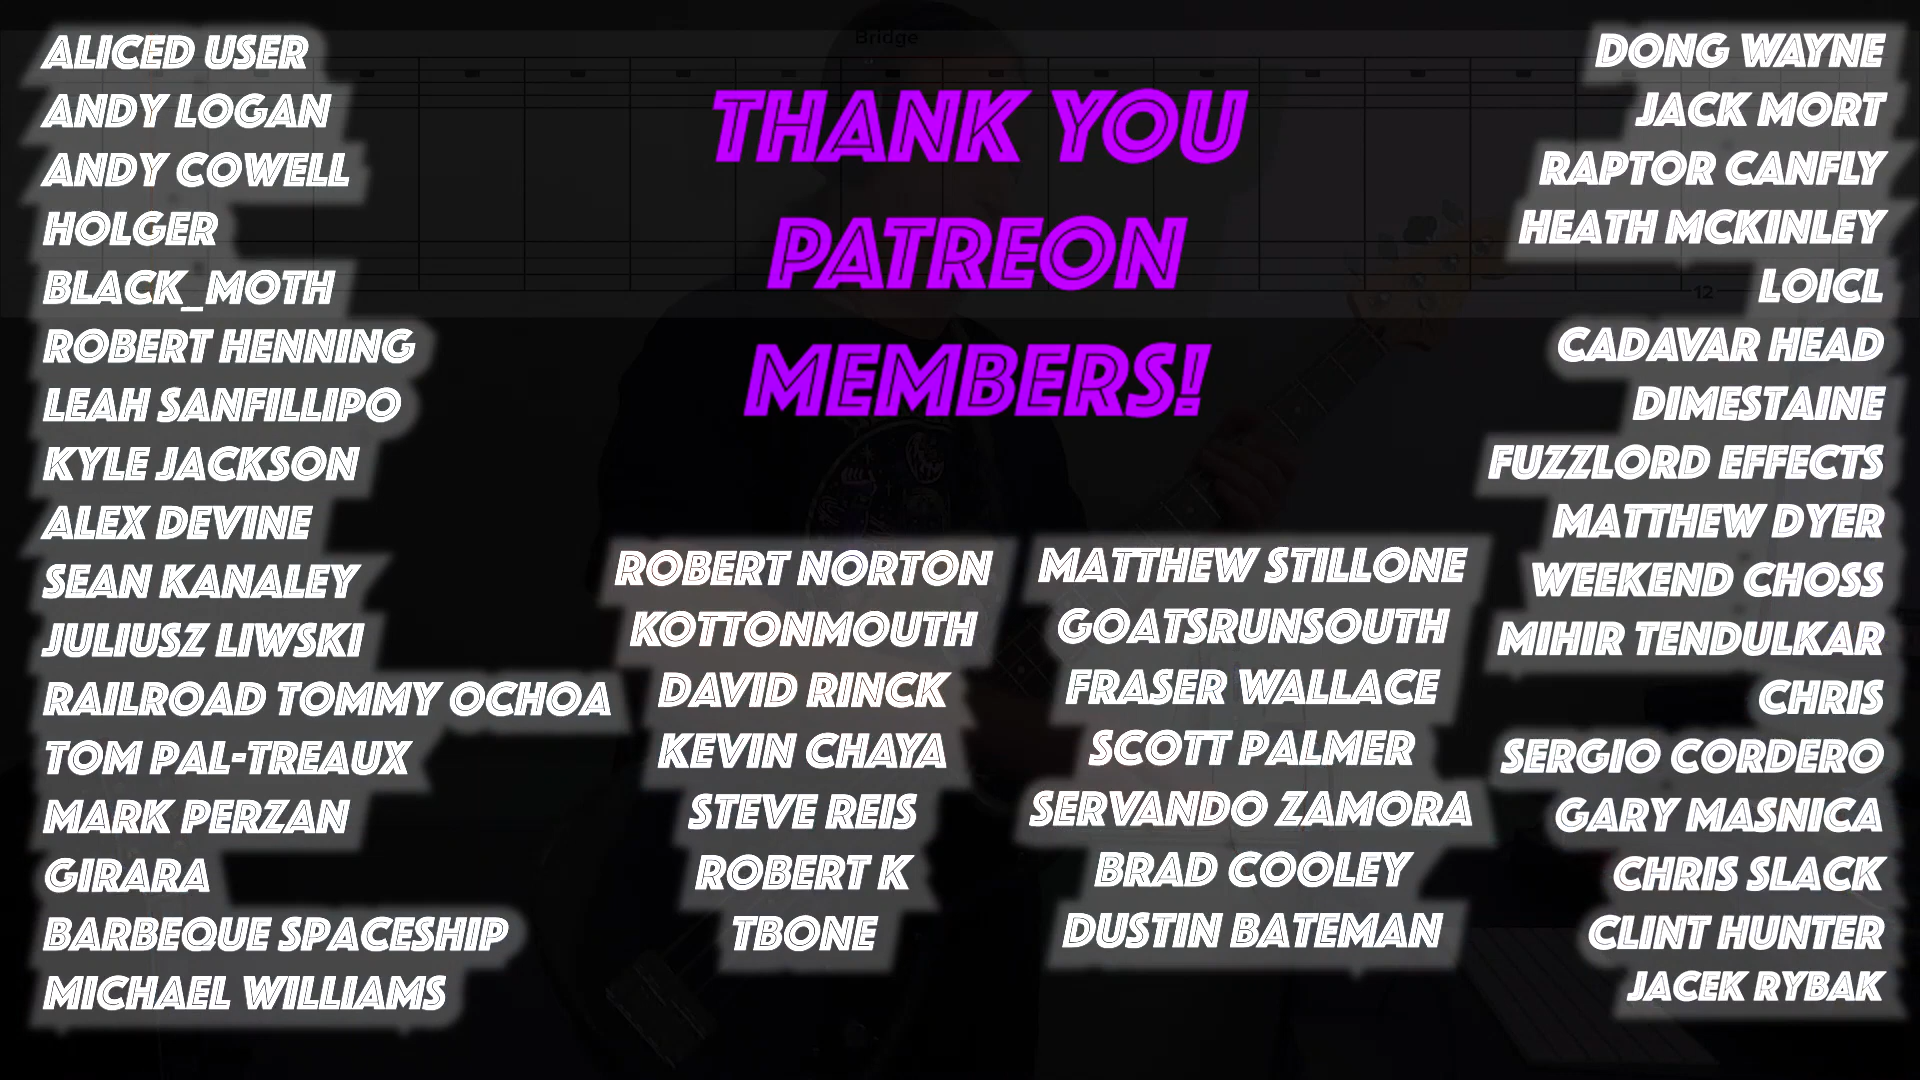 Bridge
THANK YOU
PATREON
MEMBERS!
12
ALICED USER
ANDY LOGAN
ANDY COWELL
HOLGER
BLACK_MOTH
ROBERT HENNING
LEAH SANFILLIPO
KYLE JACKSON
ALEX DEVINE
SEAN KANALEY
JULIUSZ LIWSKI
RAILROAD TOMMY OCHOA
TOM PAL-TREAUX
MARK PERZAN
GIRARA
BARBEQUE SPACESHIP
MICHAEL WILLIAMS
ROBERT NORTON
KOTTONMOUTH
DAVID RINCK
KEVIN CHAYA
STEVE REIS
ROBERT K
TBONE
MATTHEW STILLONE
GOATSRUNSOUTH
FRASER WALLACE
SCOTT PALMER
SERVANDO ZAMORA
BRAD COOLEY
DUSTIN BATEMAN
DONG WAYNE
JACK MORT
RAPTOR CANFLY
HEATH MCKINLEY
LOICL
CADAVAR HEAD
DIMESTAINE
FUZZLORD EFFECTS
MATTHEW DYER
WEEKEND CHOSS
MIHIR TENDULKAR
CHRIS
SERGIO CORDERO
GARY MASNICA
CHRIS SLACK
CLINT HUNTER
JACEK RYBAK